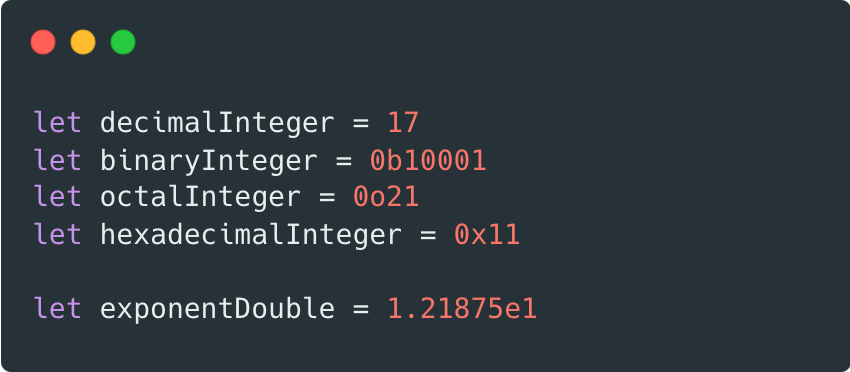 let decimalInteger = 17
let binaryInteger = 0b10001
let octalInteger = 0o21
let hexadecimalInteger = 0x11
let exponentDouble = 1.21875e1